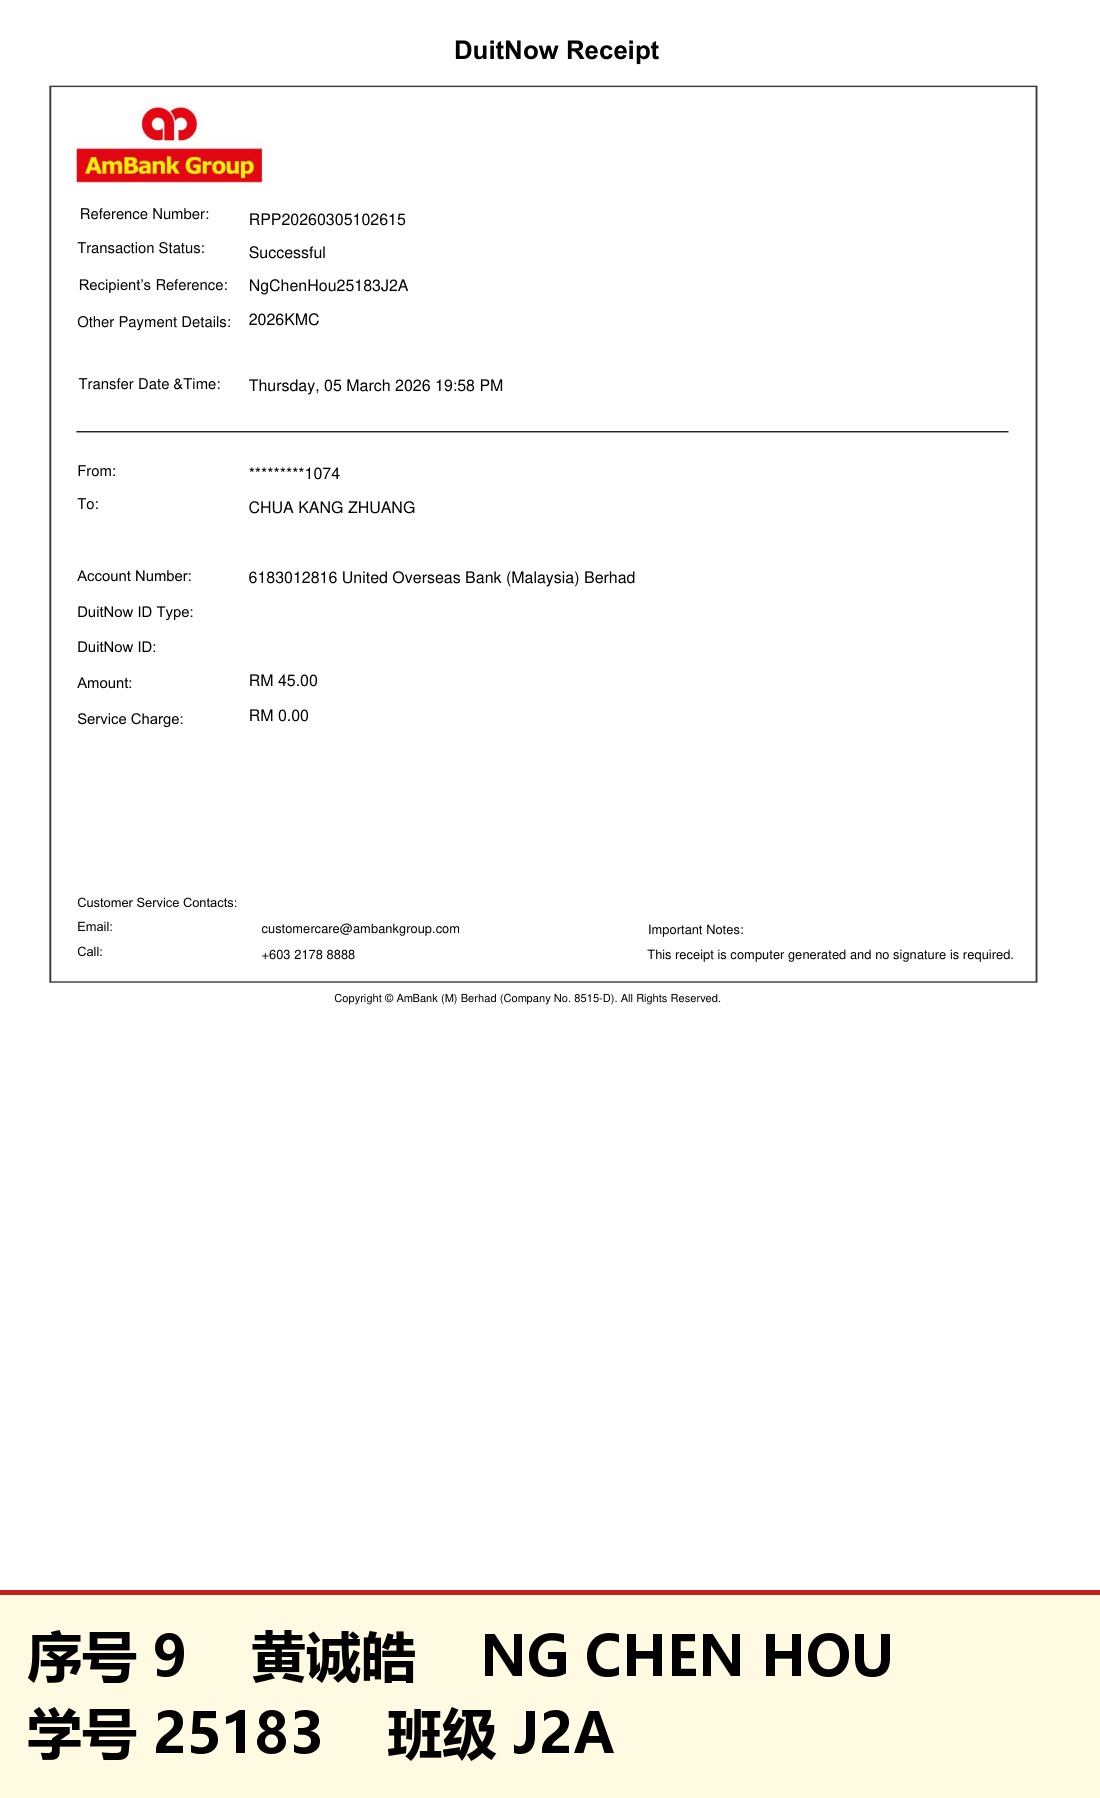 DuitNow Receipt
AmBank Group
Reference Number: RPP20260305102615
Transaction Status: Successful
Recipient's Reference: NgChenHou25183J2A
Other Payment Details: 2026KMC
Transfer Date &Time: Thursday, 05 March 2026 19:58 PM
From: *********1074
To: CHUA KANG ZHUANG
Account Number: 6183012816 United Overseas Bank (Malaysia) Berhad
DuitNow ID Type:
DuitNow ID:
Amount: RM 45.00
Service Charge: RM 0.00
Customer Service Contacts:
Email: customercare@ambankgroup.com
Important Notes:
Call: +603 2178 8888
This receipt is computer generated and no signature is required.
Copyright © AmBank (M) Berhad (Company No. 8515-D). All Rights Reserved.
序号 9 黄诚皓 NG CHEN HOU
学号 25183 班级 J2A